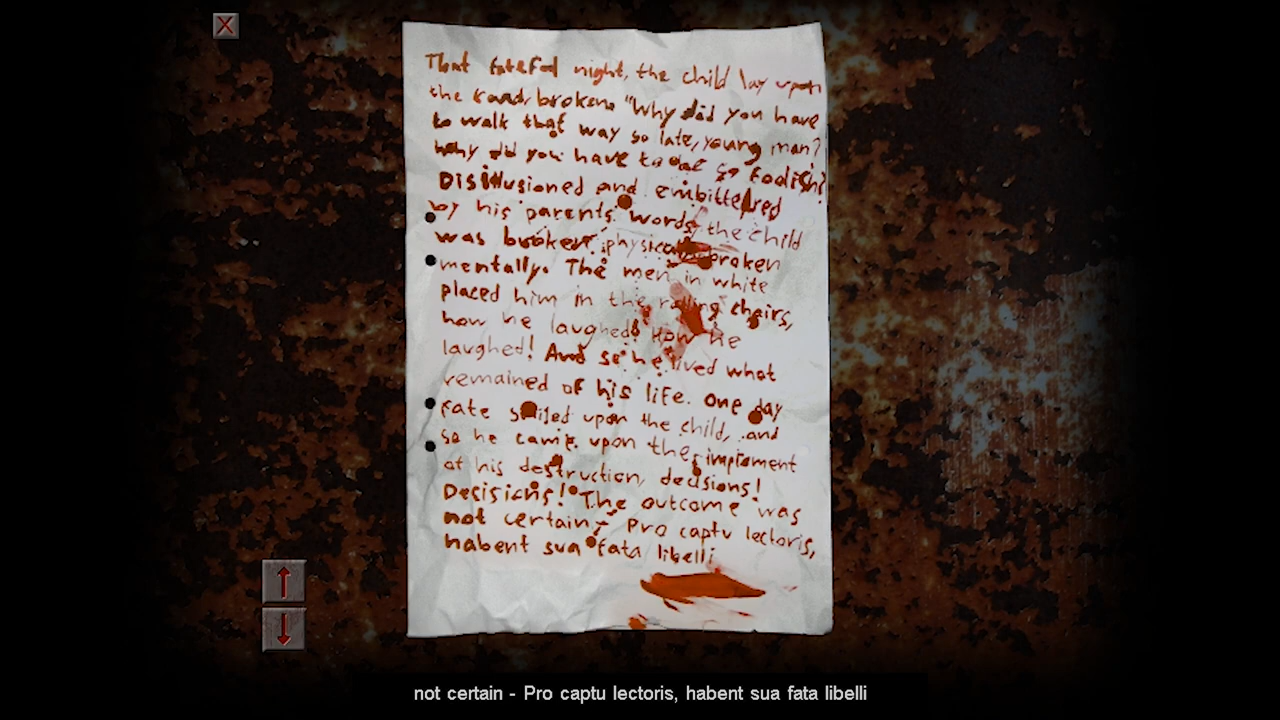 That fatefol night, the child lay upon
the road, broken. "Why did you have
to walk that way so late, young man?
Why did you have to be so foolish?
Disillusioned and embittered
by his parents' words, the child
was broken, physically, broken
mentally. The men in white
placed him in the rolling chairs,
how he laughed! How he
laughed! And so he lived what
remained of his life. One day
fate smiled upon the child, and
so he came upon the implement
of his destruction, decisions!
Decisions! The outcome was
not certain - Pro captu lectoris,
habent sua fata libelli
not certain - Pro captu lectoris, habent sua fata libelli